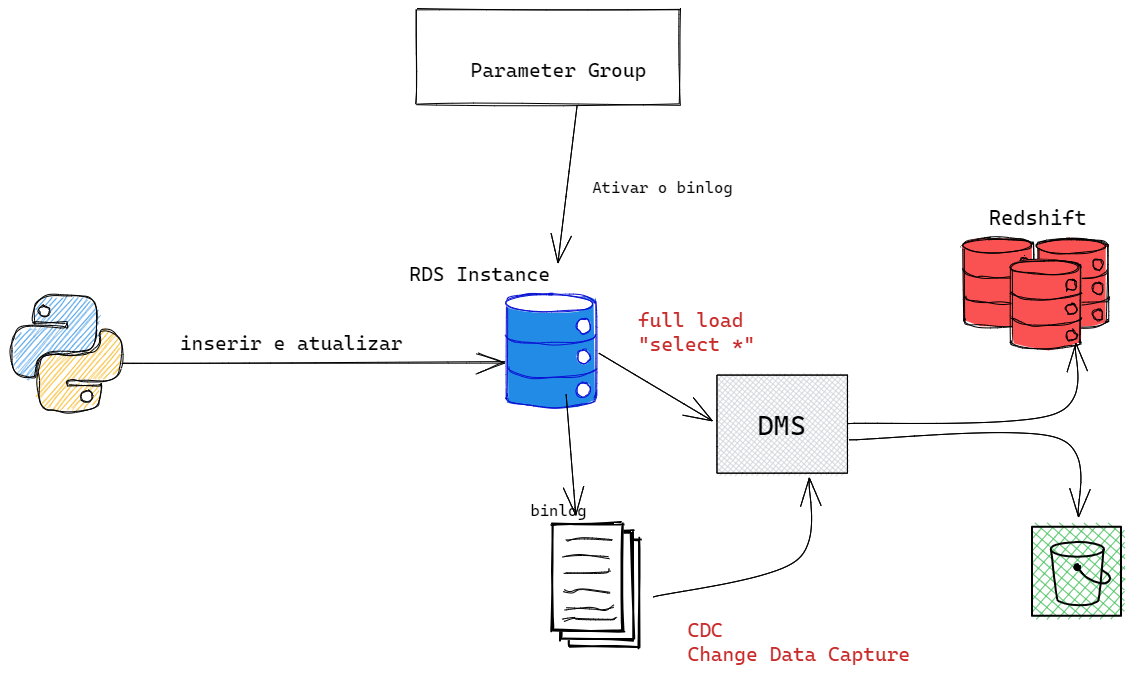 Parameter Group
Ativar o binlog
Redshift
RDS Instance
full load
"select *"
inserir e atualizar
DMS
binlog
CDC
Change Data Capture